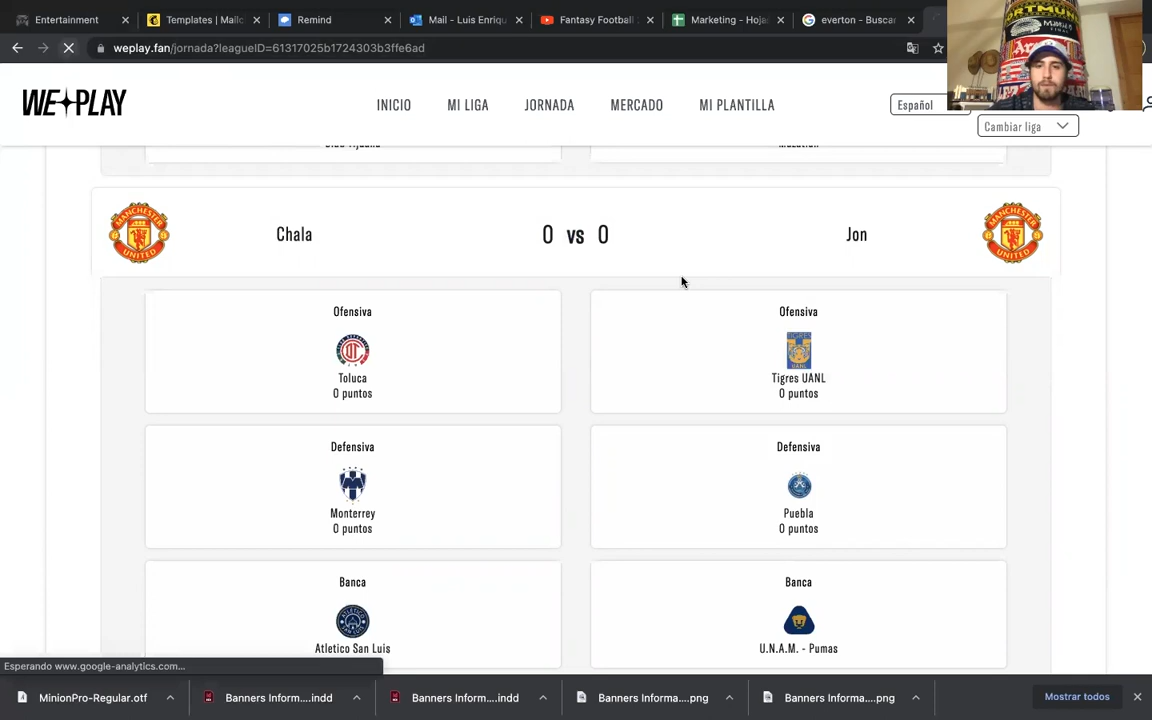 Entertainment
Templates | Mailc
Remind
Mail - Luis Enriqu
Fantasy Football
Marketing - Hojas
everton - Buscar
weplay.fan/jornada?leagueID=61317025b1724303b3ffe6ad
WE PLAY
INICIO
MI LIGA
JORNADA
MERCADO
MI PLANTILLA
Español
Cambiar liga
Chala
0 vs 0
Jon
Ofensiva
Toluca
0 puntos
Ofensiva
Tigres UANL
0 puntos
Defensiva
Monterrey
0 puntos
Defensiva
Puebla
0 puntos
Banca
Atletico San Luis
Banca
U.N.A.M. - Pumas
Esperando www.google-analytics.com...
MinionPro-Regular.otf
Banners Inform....indd
Banners Inform....indd
Banners Informa....png
Banners Informa....png
Mostrar todos